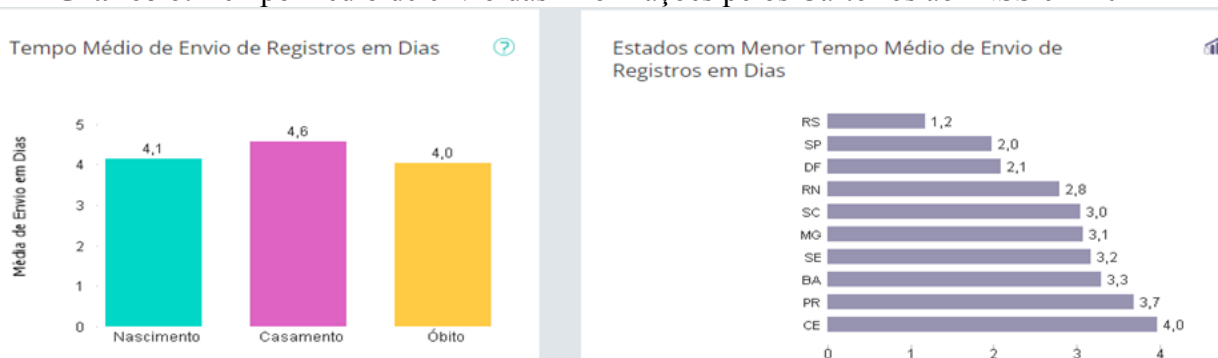 Tempo Médio de Envio de Registros em Dias
?
Média de Envio em Dias
5
4
3
2
1
0
4,1
4,6
4,0
Nascimento
Casamento
Óbito
Estados com Menor Tempo Médio de Envio de
Registros em Dias
RS 1,2
SP 2,0
DF 2,1
RN 2,8
SC 3,0
MG 3,1
SE 3,2
BA 3,3
PR 3,7
CE 4,0
0 1 2 3 4